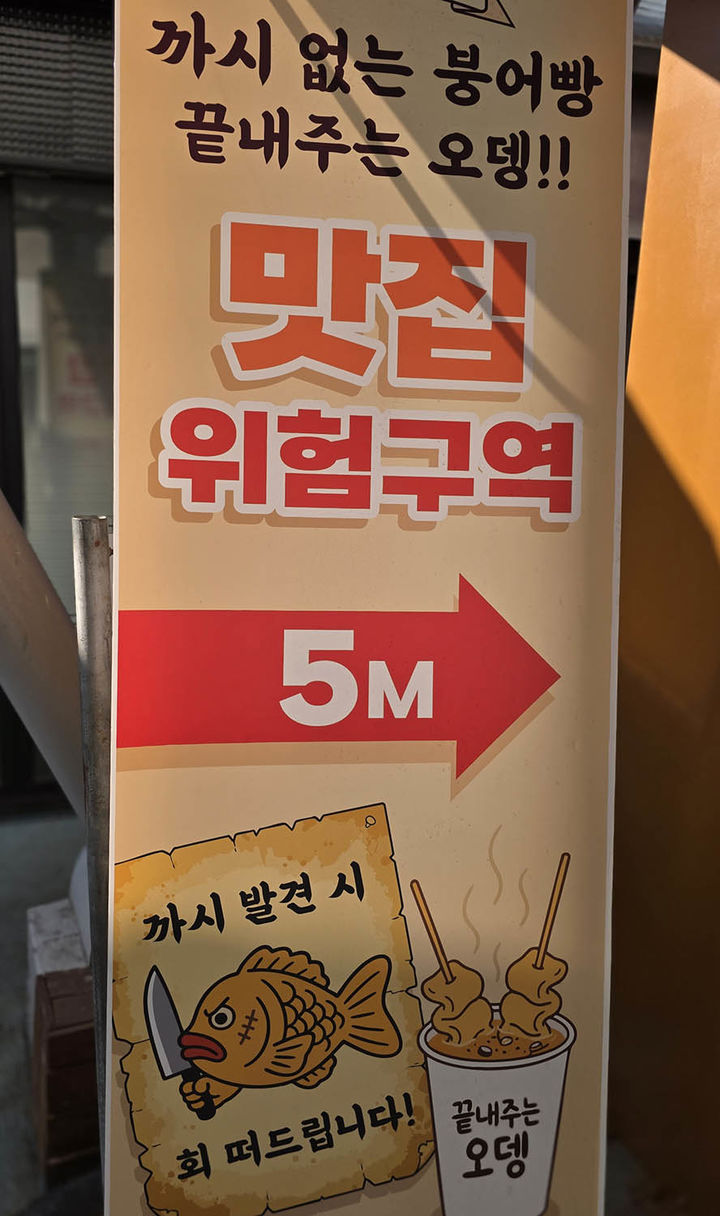 까시 없는 붕어빵
끝내주는 오뎅!!
맛집
위험구역
5M
까시 발견 시
회 떠드립니다!
끝내주는
오뎅